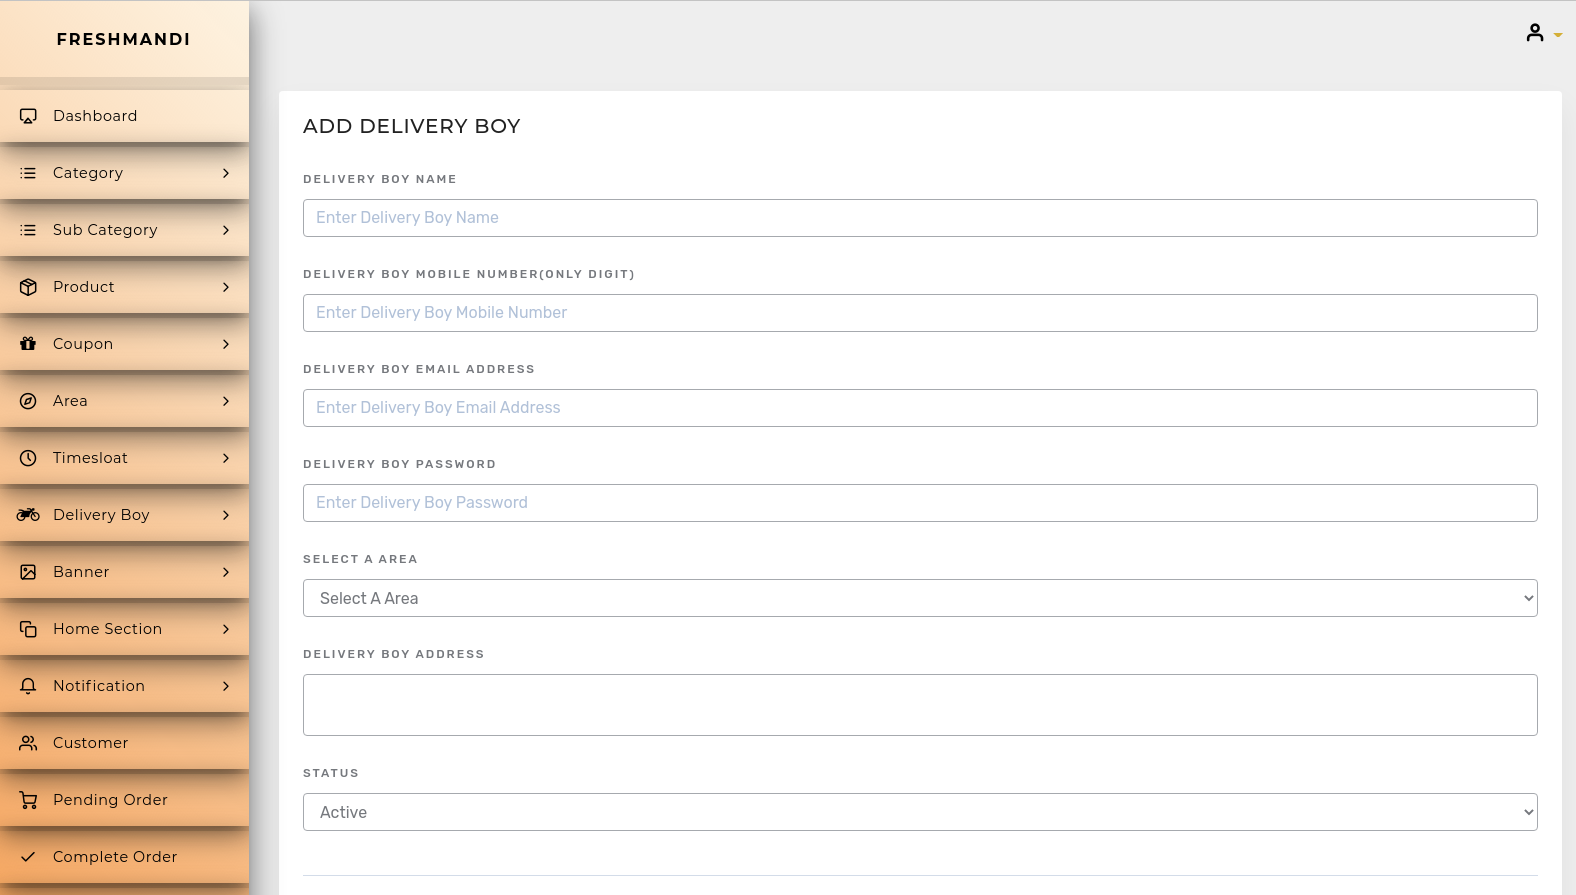 FRESHMANDI
Dashboard
Category
Sub Category
Product
Coupon
Area
Timesloat
Delivery Boy
Banner
Home Section
Notification
Customer
Pending Order
Complete Order
ADD DELIVERY BOY
DELIVERY BOY NAME
Enter Delivery Boy Name
DELIVERY BOY MOBILE NUMBER(ONLY DIGIT)
Enter Delivery Boy Mobile Number
DELIVERY BOY EMAIL ADDRESS
Enter Delivery Boy Email Address
DELIVERY BOY PASSWORD
Enter Delivery Boy Password
SELECT A AREA
Select A Area
DELIVERY BOY ADDRESS
STATUS
Active